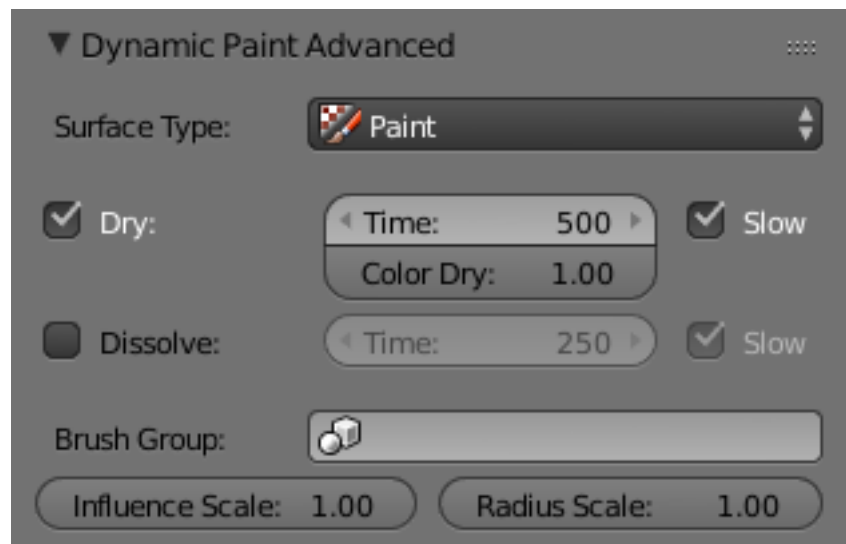 Dynamic Paint Advanced
Surface Type: Paint
Dry: Time: 500 Slow
Color Dry: 1.00
Dissolve: Time: 250 Slow
Brush Group:
Influence Scale: 1.00 Radius Scale: 1.00